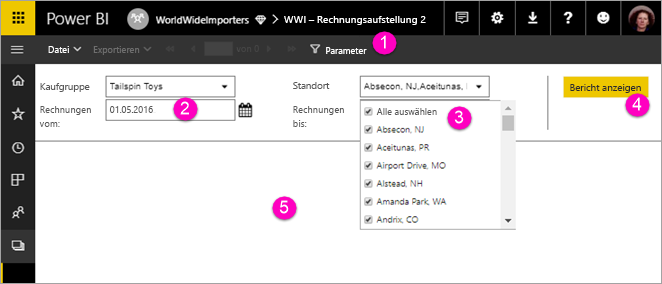 Power BI WorldWideImporters > WWI – Rechnungsaufstellung 2
Datei Exportieren von 0 Parameter 1
Kaufgruppe Tailspin Toys Standort Absecon, NJ,Aceitunas, Bericht anzeigen
Rechnungen vom: 01.05.2016 2 Rechnungen bis:
4
Alle auswählen 3
Absecon, NJ
Aceitunas, PR
Airport Drive, MO
Alstead, NH
Amanda Park, WA
5
Andrix, CO